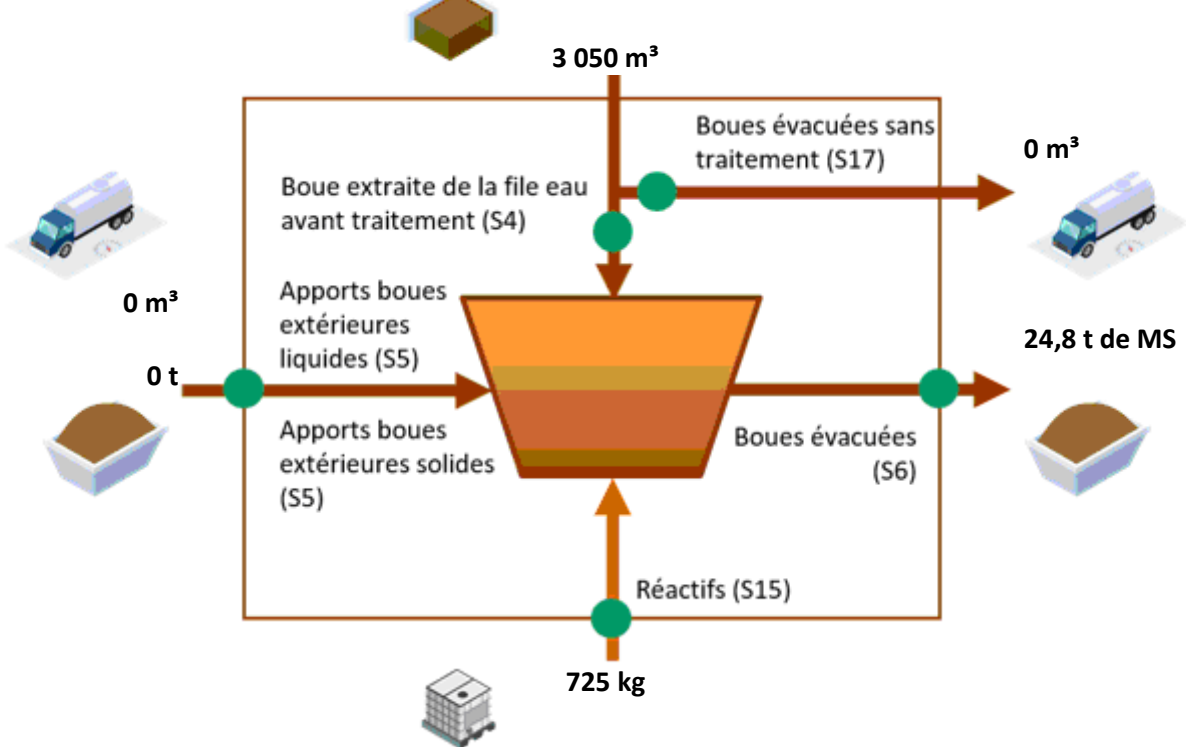 3 050 m³
Boues évacuées sans
traitement (S17)
0 m³
Boue extraite de la file eau
avant traitement (S4)
0 m³
Apports boues
extérieures
liquides (S5)
24,8 t de MS
0 t
Apports boues
extérieures solides
(S5)
Boues évacuées
(S6)
Réactifs (S15)
725 kg